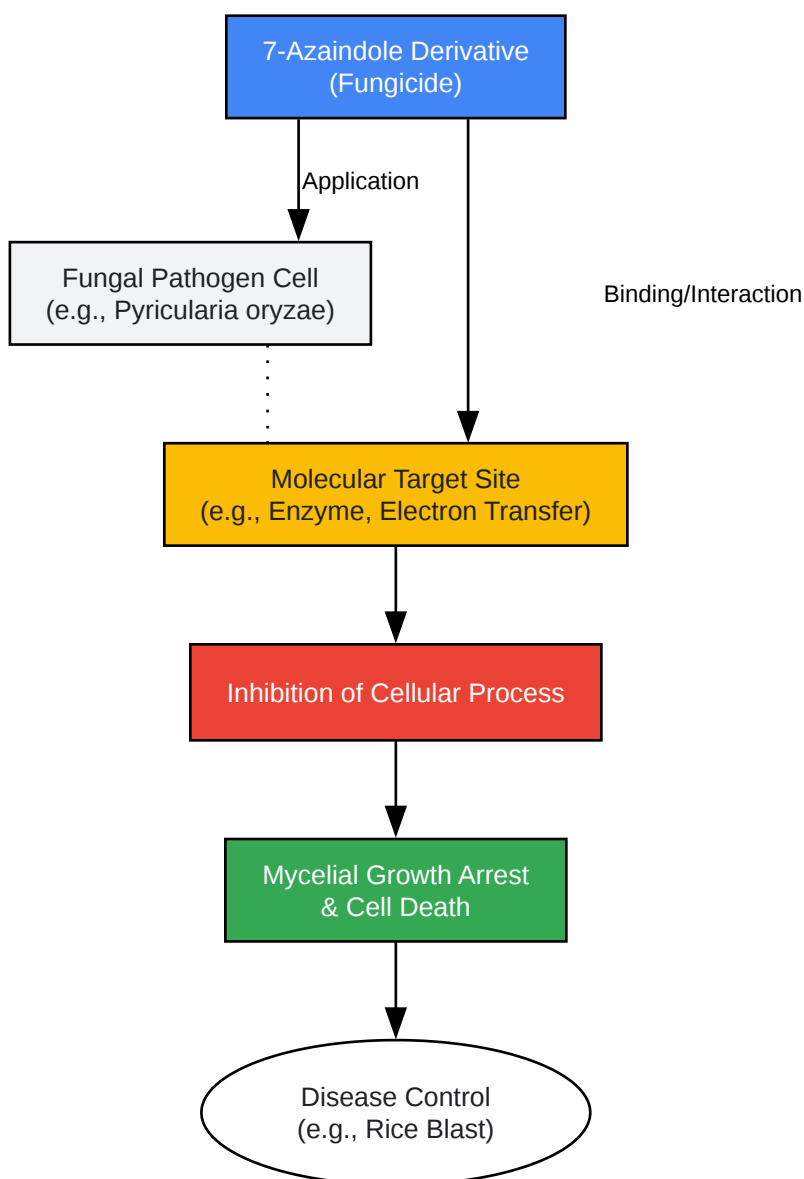 7-Azaindole Derivative
(Fungicide)
Application
Fungal Pathogen Cell
(e.g., Pyricularia oryzae)
Binding/Interaction
Molecular Target Site
(e.g., Enzyme, Electron Transfer)
Inhibition of Cellular Process
Mycelial Growth Arrest
& Cell Death
Disease Control
(e.g., Rice Blast)